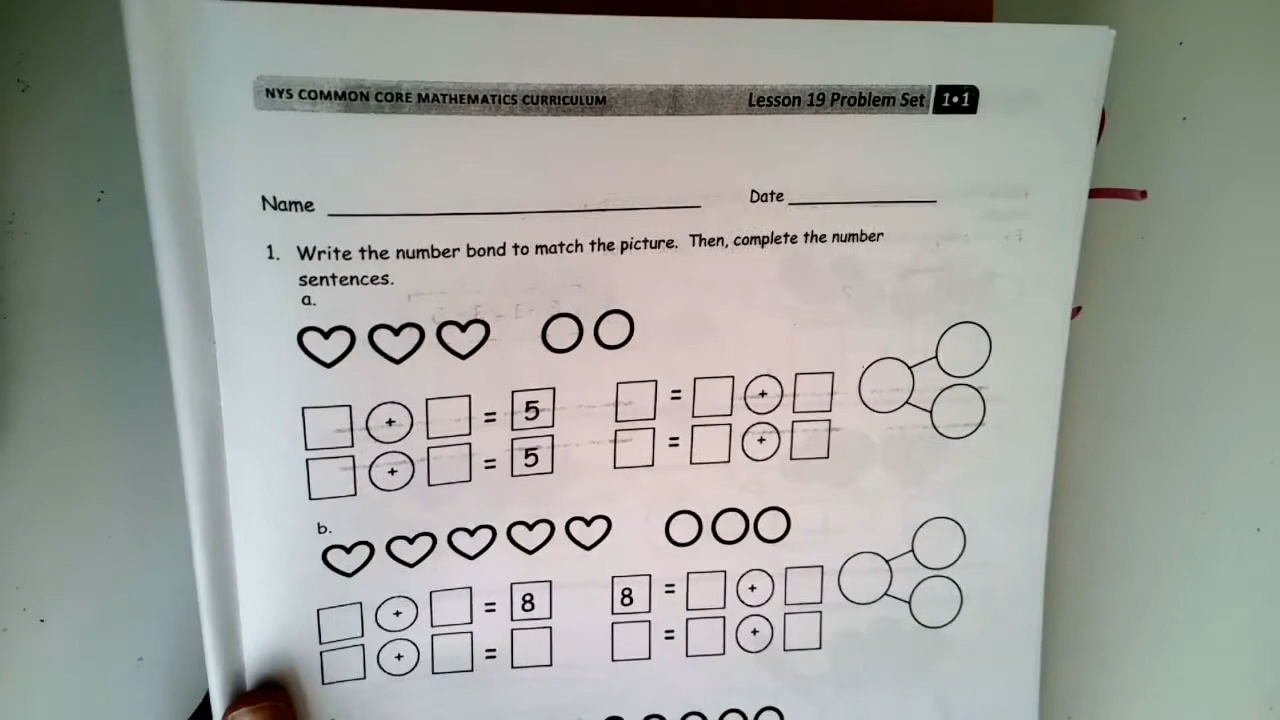 NYS COMMON CORE MATHEMATICS CURRICULUM Lesson 19 Problem Set 1•1
Name Date
1. Write the number bond to match the picture. Then, complete the number
sentences.
a.
+ = 5 = +
+ = 5 = +
b.
+ = 8 8 = +
+ = = +